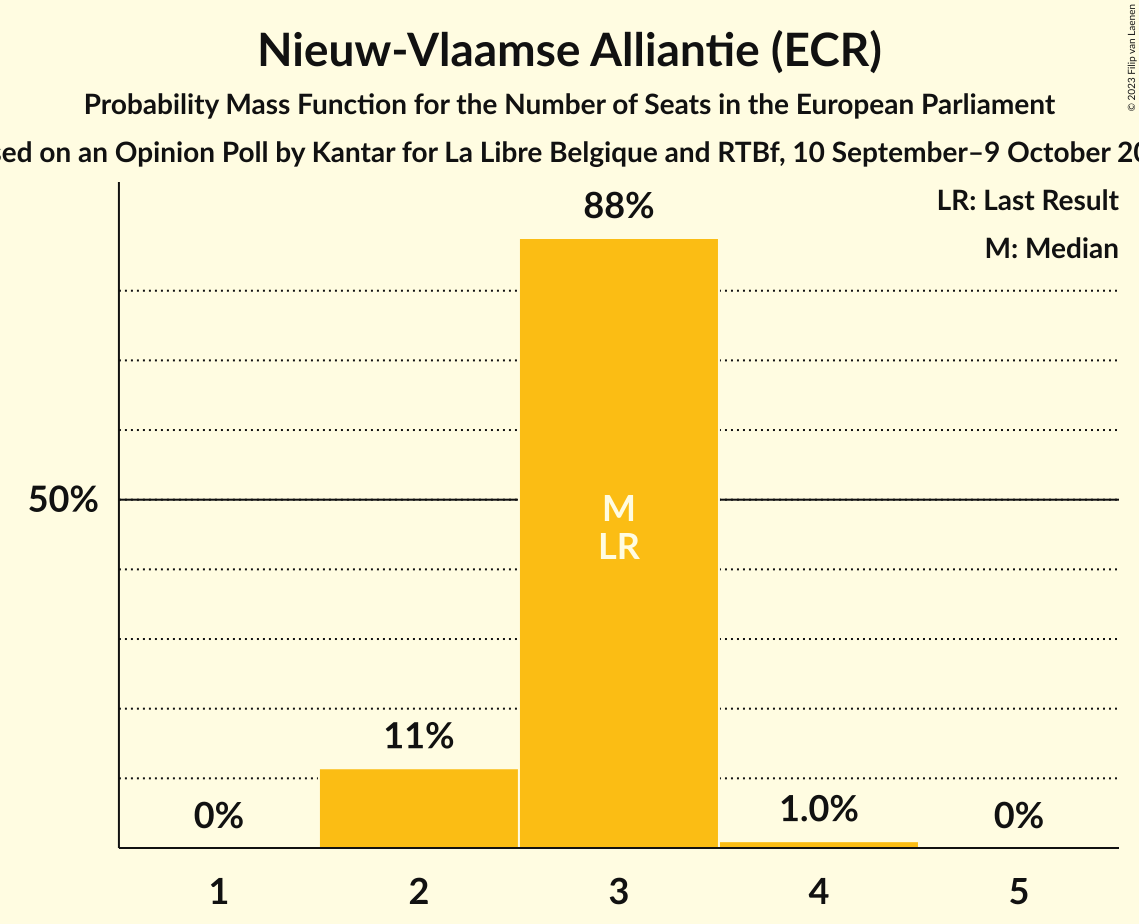 Nieuw-Vlaamse Alliantie (ECR)
Probability Mass Function for the Number of Seats in the European Parliament
on an Opinion Poll by Kantar for La Libre Belgique and RTBf, 10 September–9 October
© 2023 Filip van Laenen
LR: Last Result
M: Median
88%
50%
M
LR
11%
0%
1.0%
0%
1
2
3
4
5